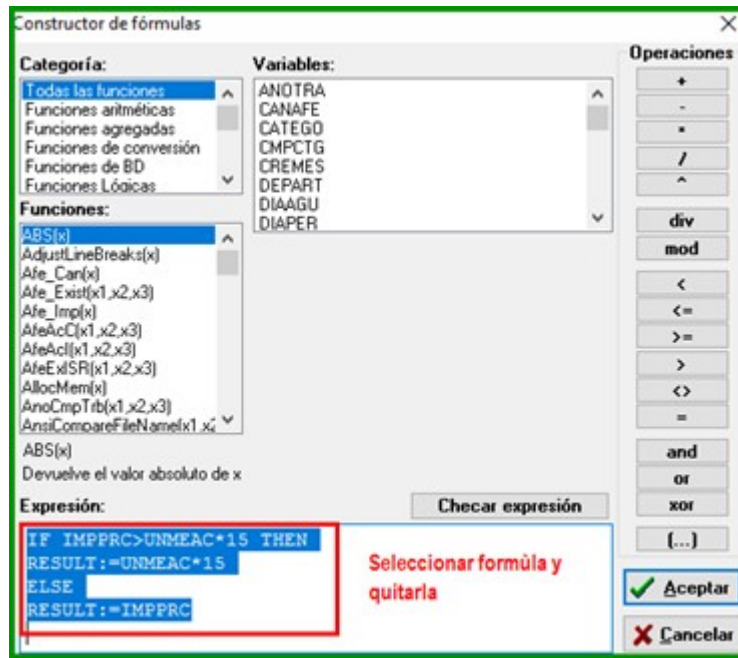 Constructor de fórmulas
Categoría:
Todas las funciones
Funciones aritméticas
Funciones agregadas
Funciones de conversión
Funciones de BD
Funciones Lógicas
Variables:
ANOTRA
CANAFE
CATEGO
CMPCTG
CREMES
DEPART
DIAAGU
DIAPER
Operaciones
+
-
*
/
^
div
mod
<
<=
>=
>
<>
=
and
or
xor
(...)
Funciones:
ABS(x)
AdjustLineBreaks(x)
Afe_Can(x)
Afe_Exist(x1,x2,x3)
Afe_Imp(x)
AfeAcC(x1,x2,x3)
AfeAcI(x1,x2,x3)
AfeExISR(x1,x2,x3)
AllocMem(x)
AnoCmpTrb(x1,x2,x3)
AnsiCompareFileName(x1,x2
ABS(x)
Devuelve el valor absoluto de x
Expresión:
Checar expresión
IF IMPPRC>UNMEAC*15 THEN
RESULT:=UNMEAC*15
ELSE
RESULT:=IMPPRC
Seleccionar formùla y
quitarla
Aceptar
Cancelar